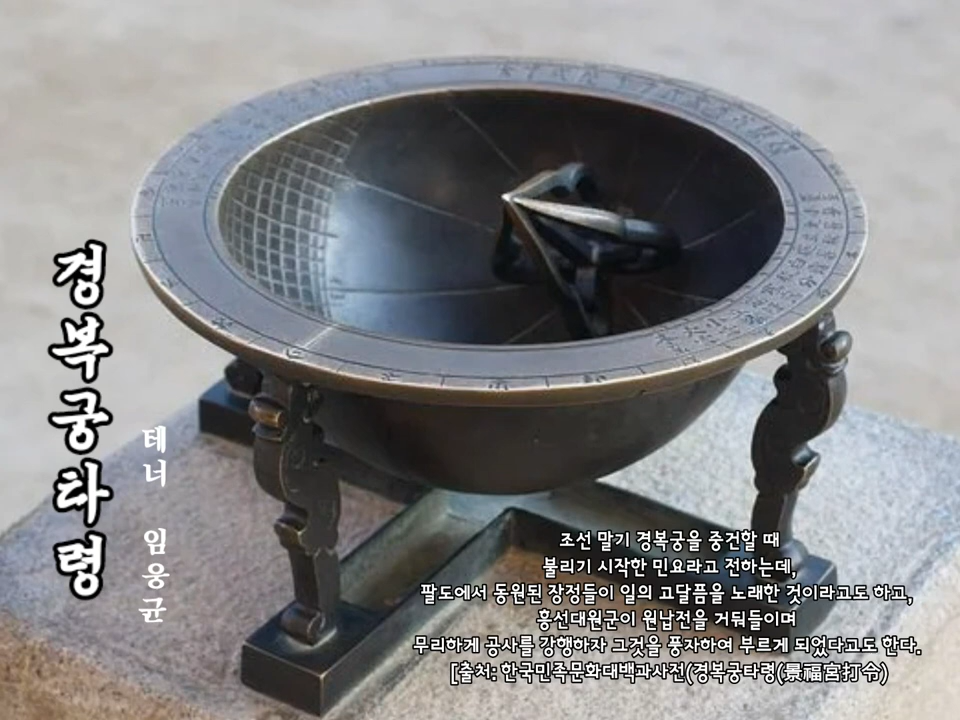 경복궁타령
테너 임웅균
조선 말기 경복궁을 중건할 때
불리기 시작한 민요라고 전하는데,
팔도에서 동원된 장정들이 일의 고달픔을 노래한 것이라고도 하고,
흥선대원군이 원납전을 거둬들이며
무리하게 공사를 강행하자 그것을 풍자하여 부르게 되었다고도 한다.
[출처: 한국민족문화대백과사전(경복궁타령(景福宮打令)